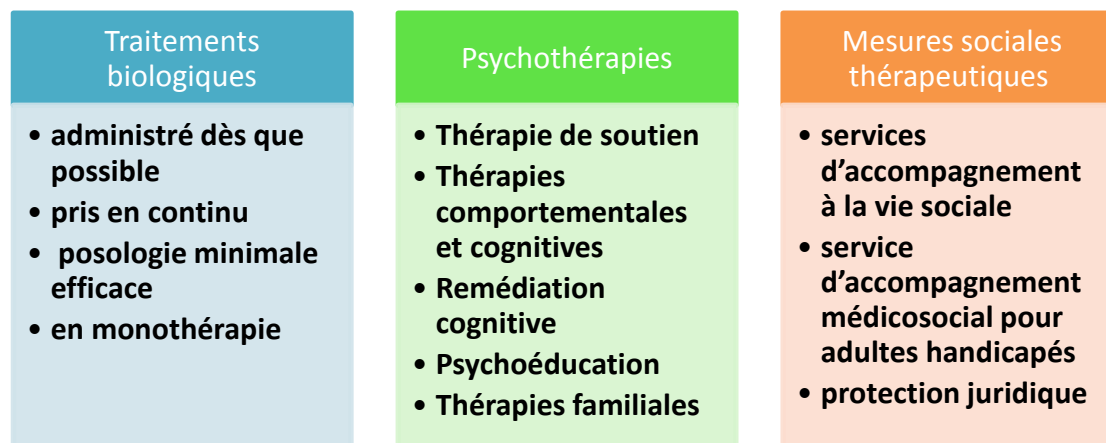 Traitements
biologiques
• administré dès que
possible
• pris en continu
• posologie minimale
efficace
• en monothérapie
Psychothérapies
• Thérapie de soutien
• Thérapies
comportementales
et cognitives
• Remédiation
cognitive
• Psychoéducation
• Thérapies familiales
Mesures sociales
thérapeutiques
• services
d’accompagnement
à la vie sociale
• service
d’accompagnement
médicosocial pour
adultes handicapés
• protection juridique